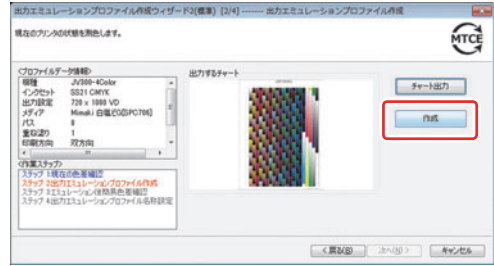 出力エミュレーションプロファイル作成ウィザード2(標準) [2/4] ------- 出力エミュレーションプロファイル作成
現在のプリンタの状態を測色します。
MTCE
<プロファイルデータ情報>
機種 JV300-4Color
インクセット SS21 CMYK
出力設定 720 x 1080 VD
メディア Mimaki 白塩ビG[SPC706]
パス 8
重ね塗り 1
印刷方向 双方向
<作業ステップ>
ステップ 1:現在の色差確認
ステップ 2:出力エミュレーションプロファイル作成
ステップ 3:エミュレーション後簡易色差確認
ステップ 4:出力エミュレーションプロファイル名称設定
出力するチャート
チャート出力
作成
< 戻る(B)
次へ(N) >
キャンセル